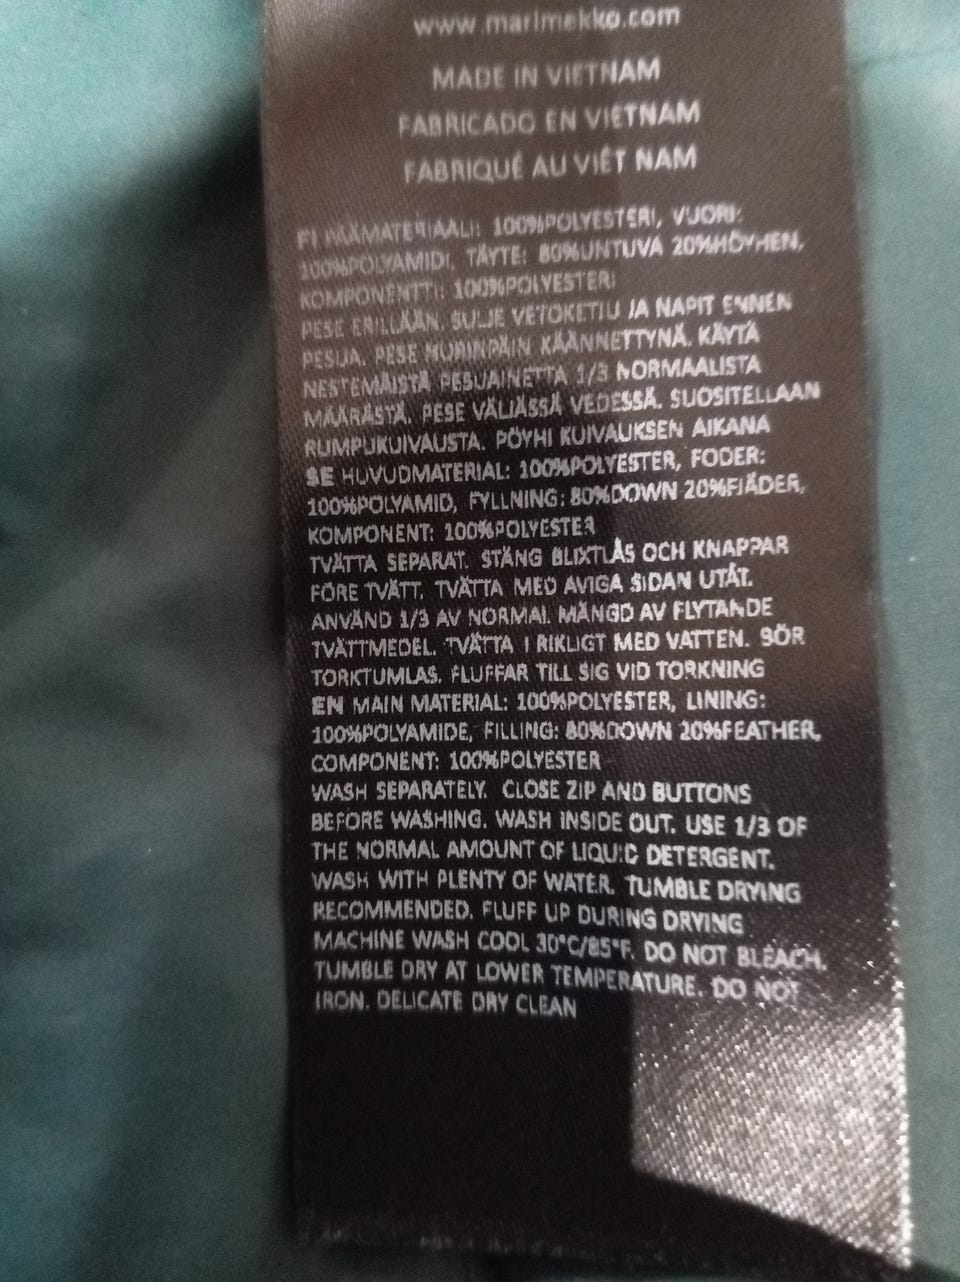 www.marimekko.com
MADE IN VIETNAM
FABRICADO EN VIETNAM
FABRIQUÉ AU VIÊT NAM
FI PÄÄMATERIAALI: 100%POLYESTERI, VUORI:
100%POLYAMIDI, TÄYTE: 80%UNTUVA 20%HÖYHEN,
KOMPONENTTI: 100%POLYESTERI
PESE ERILLÄÄN. SULJE VETOKETJU JA NAPIT ENNEN
PESUA. PESE NURINPÄIN KÄÄNNETTYNÄ. KÄYTÄ
NESTEMÄISTÄ PESUAINETTA 1/3 NORMAALISTA
MÄÄRÄSTÄ. PESE VÄLJÄSSÄ VEDESSÄ. SUOSITELLAAN
RUMPUKUIVAUSTA. PÖYHI KUIVAUKSEN AIKANA
SE HUVUDMATERIAL: 100%POLYESTER, FODER:
100%POLYAMID, FYLLNING: 80%DOWN 20%FJÄDER,
KOMPONENT: 100%POLYESTER
TVÄTTA SEPARAT. STÄNG BLIXTLÅS OCH KNAPPAR
FÖRE TVÄTT. TVÄTTA MED AVIGA SIDAN UTÅT.
ANVÄND 1/3 AV NORMAL MÄNGD AV FLYTANDE
TVÄTTMEDEL. TVÄTTA I RIKLIGT MED VATTEN. BÖR
TORKTUMLAS. FLUFFAR TILL SIG VID TORKNING
EN MAIN MATERIAL: 100%POLYESTER, LINING:
100%POLYAMIDE, FILLING: 80%DOWN 20%FEATHER,
COMPONENT: 100%POLYESTER
WASH SEPARATELY. CLOSE ZIP AND BUTTONS
BEFORE WASHING. WASH INSIDE OUT. USE 1/3 OF
THE NORMAL AMOUNT OF LIQUID DETERGENT.
WASH WITH PLENTY OF WATER. TUMBLE DRYING
RECOMMENDED. FLUFF UP DURING DRYING
MACHINE WASH COOL 30°C/85°F. DO NOT BLEACH.
TUMBLE DRY AT LOWER TEMPERATURE. DO NOT
IRON. DELICATE DRY CLEAN